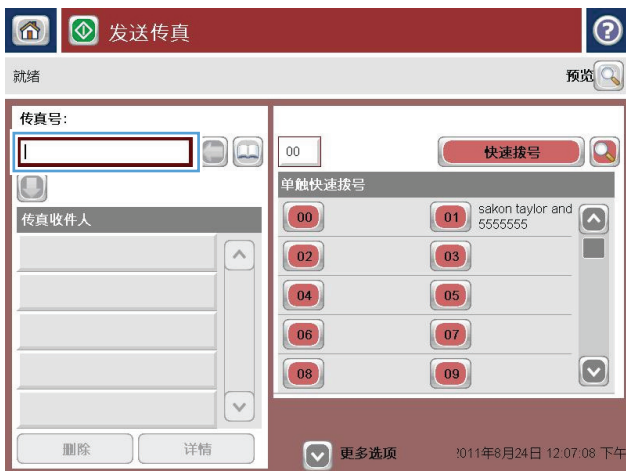 发送传真
就绪
预览
传真号:
00
快速拨号
单触快速拨号
传真收件人
00
01
sakon taylor and
5555555
02
03
04
05
06
07
08
09
删除
详情
更多选项
2011年8月24日 12:07:08 下午